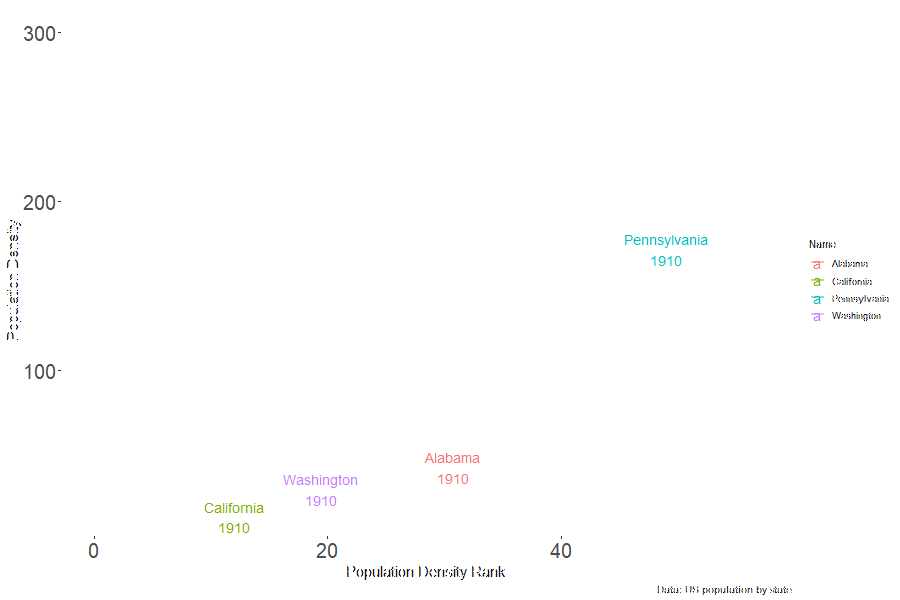 300
200
100
Population Density
Pennsylvania
1910
Alabama
1910
Washington
1910
California
1910
0
20
40
Population Density Rank
Name
a Alabama
a California
a Pennsylvania
a Washington
Data: US population by state